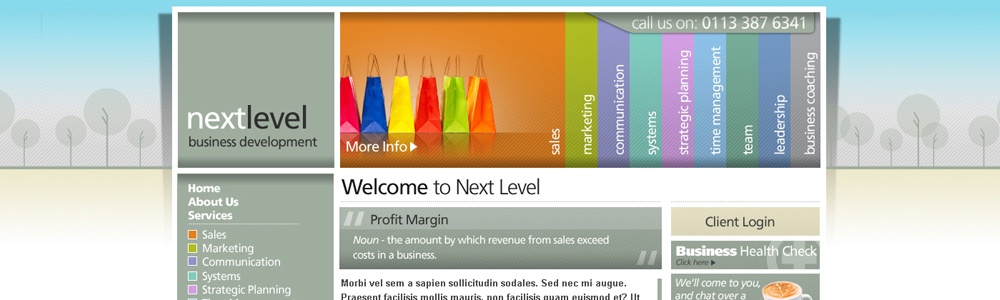 call us on: 0113 387 6341
nextlevel
business development
More Info
sales
marketing
communication
systems
strategic planning
time management
team
leadership
business coaching
Home
About Us
Services
Sales
Marketing
Communication
Systems
Strategic Planning
Welcome to Next Level
Profit Margin
Noun - the amount by which revenue from sales exceed
costs in a business.
Morbi vel sem a sapien sollicitudin sodales. Sed nec mi augue.
Praesent facilisis mollis mauris, non facilisis quam euismod et? Ut
Client Login
Business Health Check
Click here
We'll come to you,
and chat over a